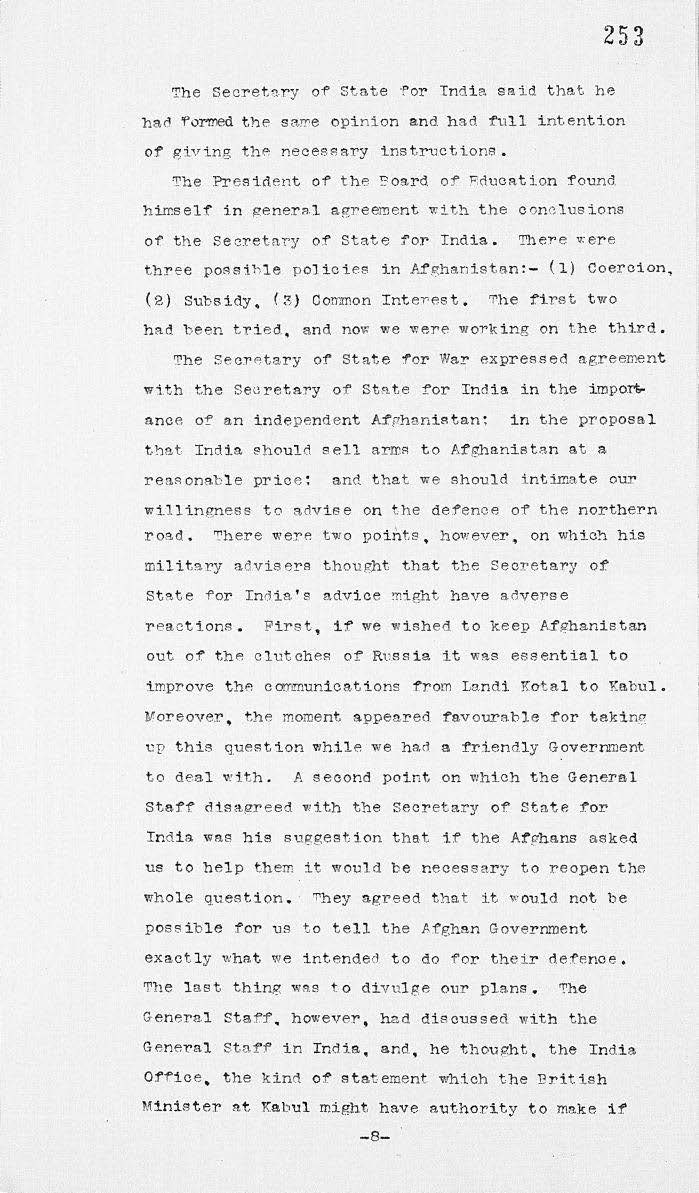 253
The Secretary of State for India said that he
had formed the same opinion and had full intention
of giving the necessary instructions.
The President of the Board of Education found
himself in general agreement with the conclusions
of the Secretary of State for India. There were
three possible policies in Afghanistan:- (1) Coercion,
(2) Subsidy, (3) Common Interest. The first two
had been tried, and now we were working on the third.
The Secretary of State for War expressed agreement
with the Secretary of State for India in the import-
ance of an independent Afghanistan: in the proposal
that India should sell arms to Afghanistan at a
reasonable price: and that we should intimate our
willingness to advise on the defence of the northern
road. There were two points, however, on which his
military advisers thought that the Secretary of
State for India's advice might have adverse
reactions. First, if we wished to keep Afghanistan
out of the clutches of Russia it was essential to
improve the communications from Landi Kotal to Kabul.
Moreover, the moment appeared favourable for taking
up this question while we had a friendly Government
to deal with. A second point on which the General
Staff disagreed with the Secretary of State for
India was his suggestion that if the Afghans asked
us to help them it would be necessary to reopen the
whole question. They agreed that it would not be
possible for us to tell the Afghan Government
exactly what we intended to do for their defence.
The last thing was to divulge our plans. The
General Staff, however, had discussed with the
General Staff in India, and, he thought, the India
Office, the kind of statement which the British
Minister at Kabul might have authority to make if
-8-